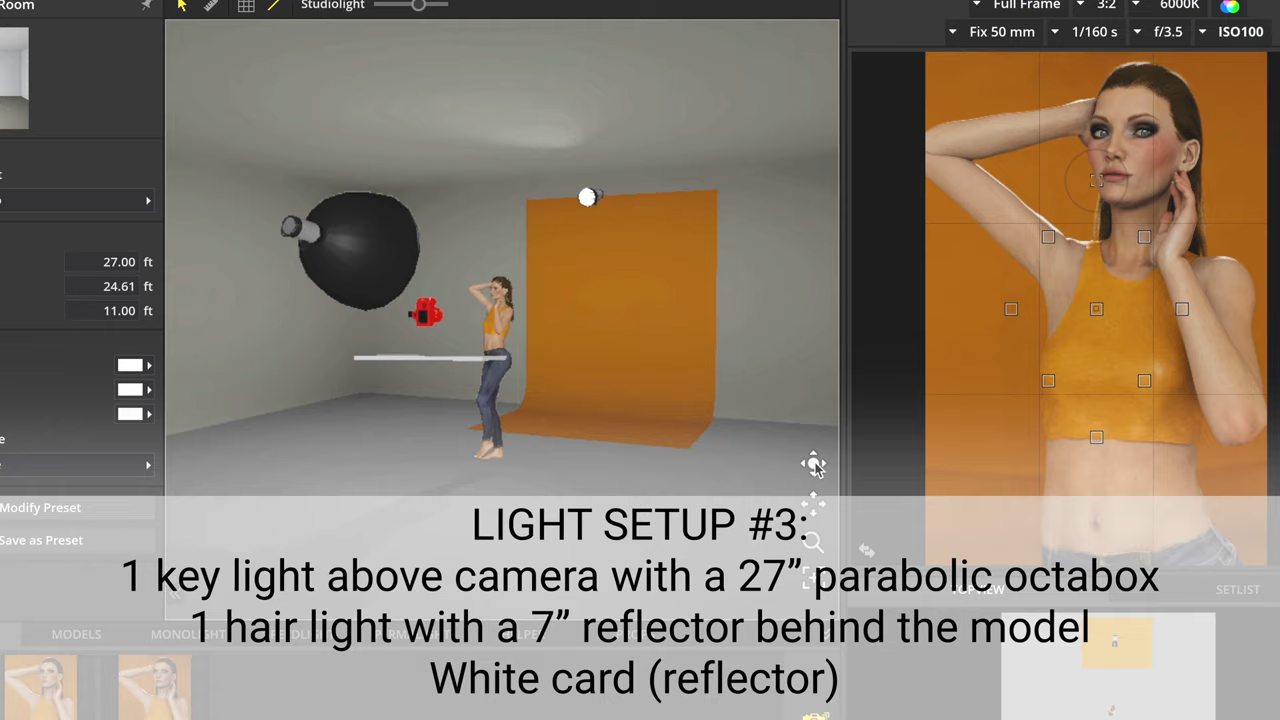 Room
Studiolight
Full Frame
3:2
6000K
Fix 50 mm
1/160 s
f/3.5
ISO100
27.00 ft
24.61 ft
11.00 ft
Modify Preset
Save as Preset
LIGHT SETUP #3:
1 key light above camera with a 27” parabolic octabox
1 hair light with a 7” reflector behind the model
White card (reflector)
SETLIST
MODELS